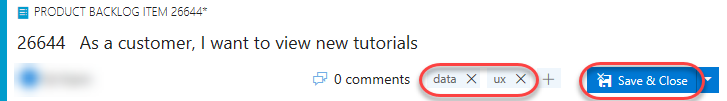 PRODUCT BACKLOG ITEM 26644*
26644 As a customer, I want to view new tutorials
0 comments data × ux × + Save & Close